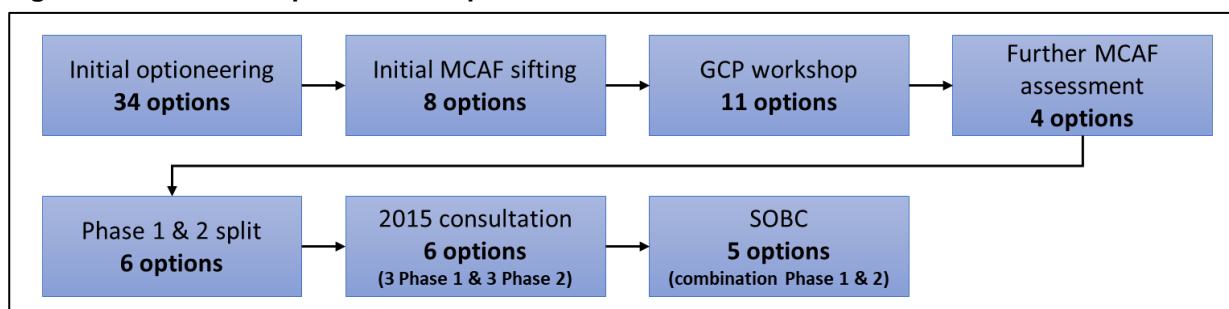 Initial optioneering
34 options
Initial MCAF sifting
8 options
GCP workshop
11 options
Further MCAF
assessment
4 options
Phase 1 & 2 split
6 options
2015 consultation
6 options
(3 Phase 1 & 3 Phase 2)
SOBC
5 options
(combination Phase 1 & 2)